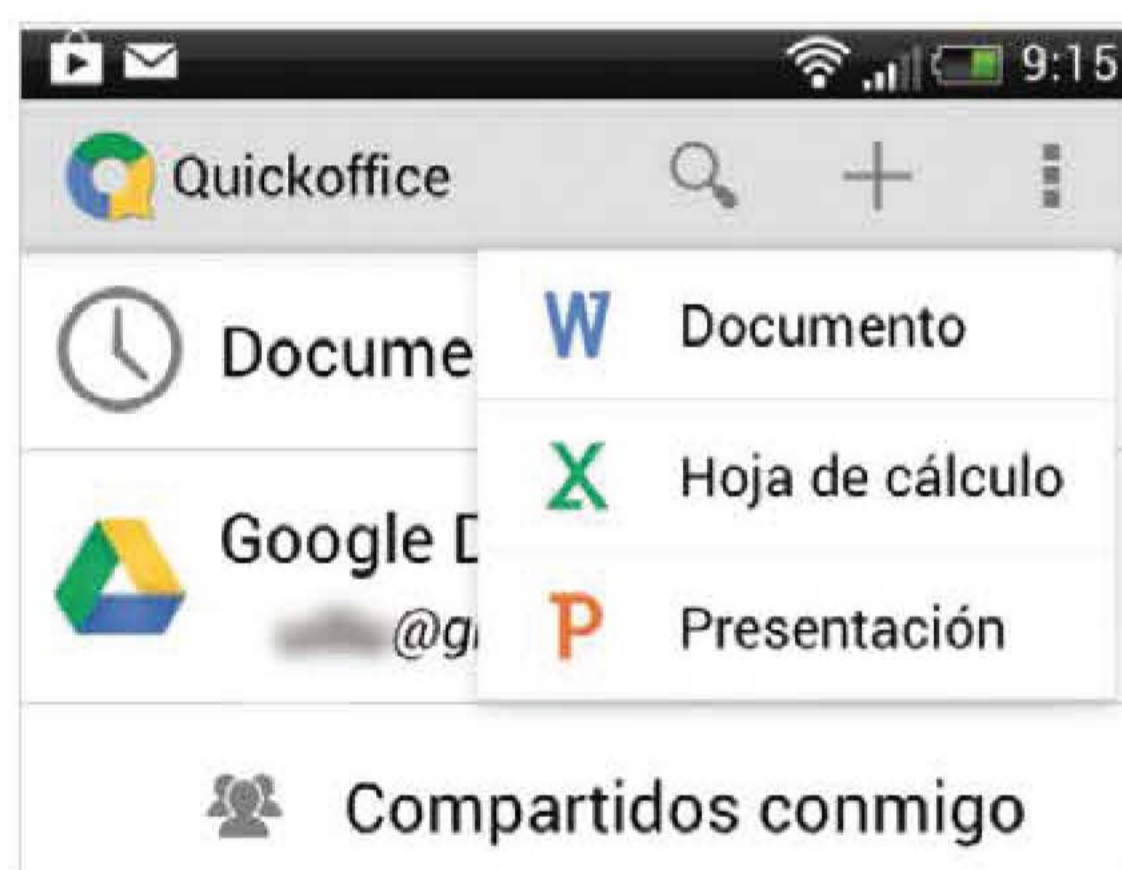 9:15
Quickoffice
Docume
Documento
Hoja de cálculo
Google D
@g
Presentación
Compartidos conmigo